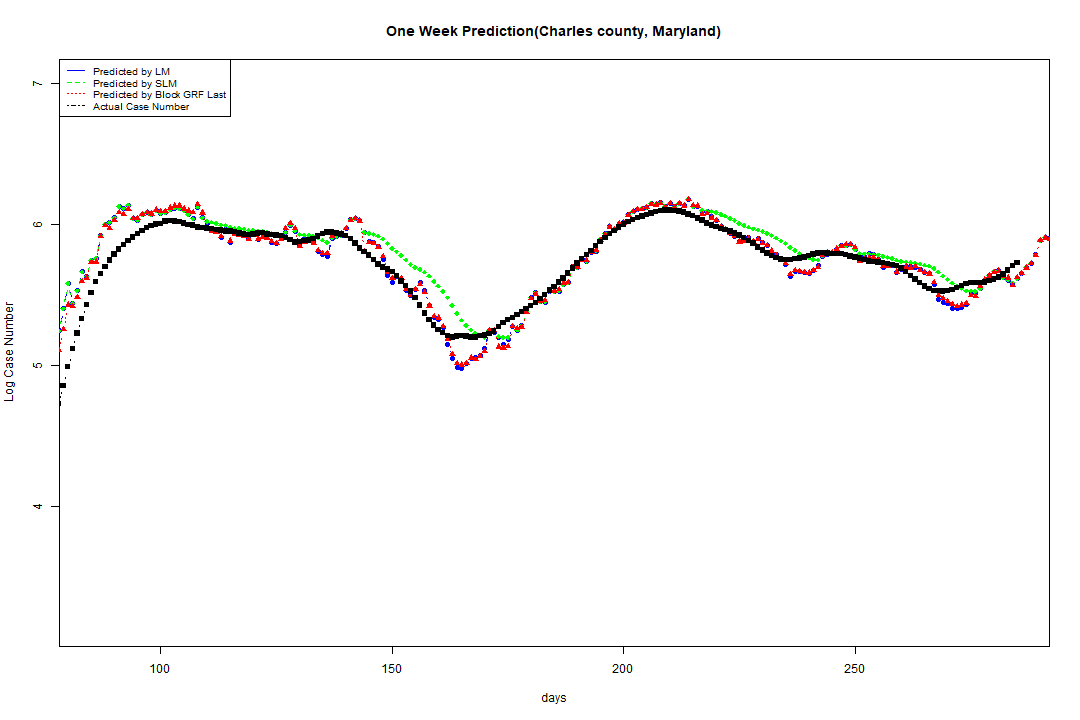 One Week Prediction(Charles county, Maryland)
Predicted by LM
Predicted by SLM
Predicted by Block GRF Last
Actual Case Number
7
6
5
4
Log Case Number
100 150 200 250
days